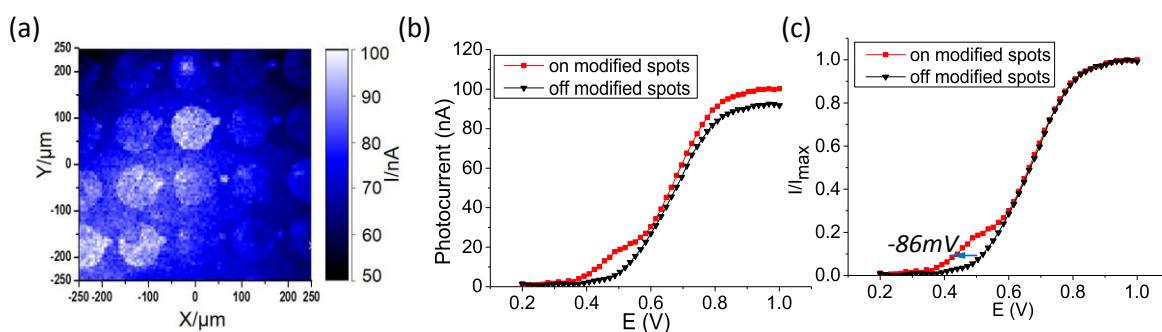 (a)
250
200
100
0
-100
-200
250
Y/µm
-250
-200
-100
0
100
200
250
X/µm
100
90
80
70
60
50
I/nA
(b)
120
100
80
60
40
20
0
Photocurrent (nA)
on modified spots
off modified spots
0.2
0.4
0.6
0.8
1.0
E (V)
(c)
1.0
0.8
0.6
0.4
0.2
0.0
I/Imax
on modified spots
off modified spots
-86mV
0.2
0.4
0.6
0.8
1.0
E (V)